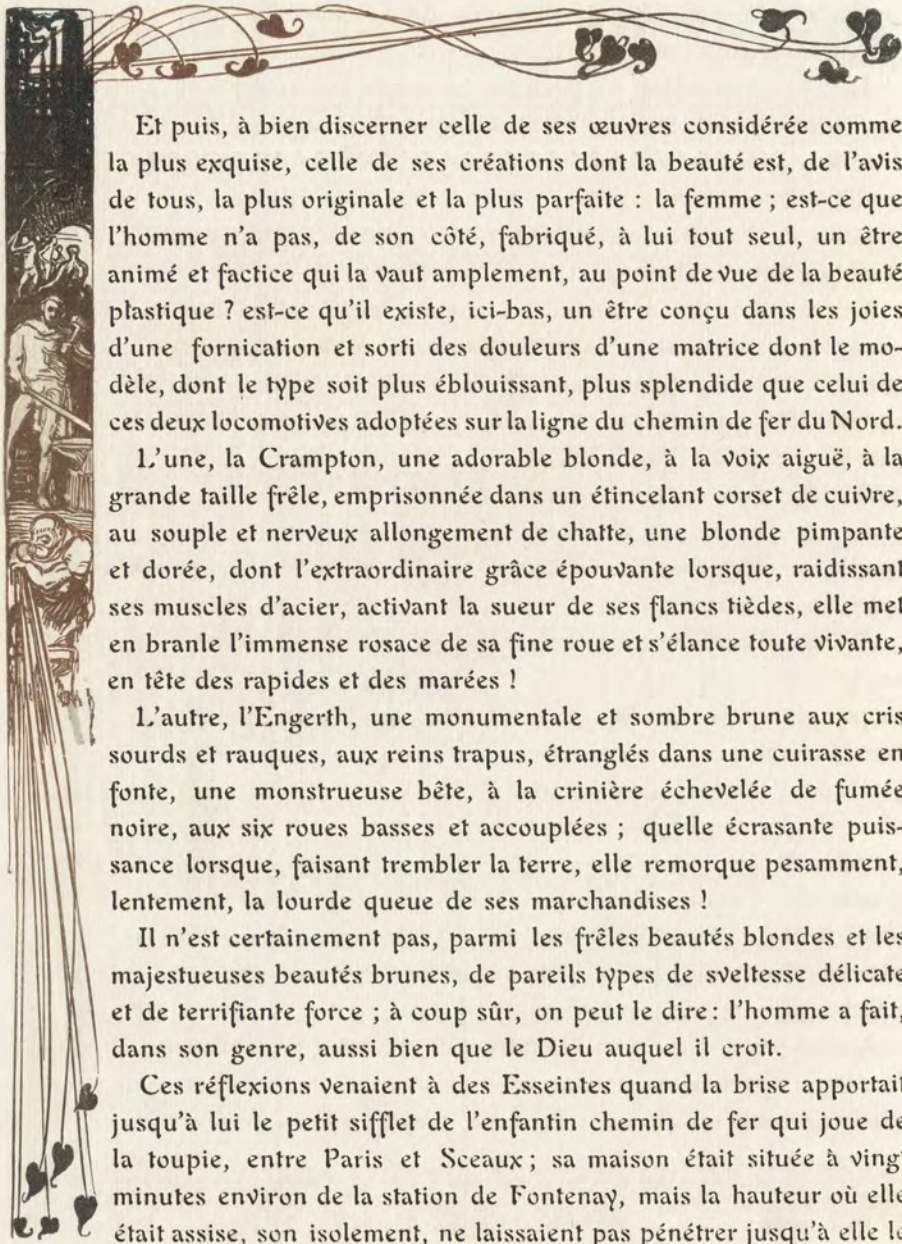 Et puis, à bien discerner celle de ses œuvres considérée comme
la plus exquise, celle de ses créations dont la beauté est, de l'avis
de tous, la plus originale et la plus parfaite : la femme ; est-ce que
l'homme n'a pas, de son côté, fabriqué, à lui tout seul, un être
animé et factice qui la vaut amplement, au point de vue de la beauté
plastique ? est-ce qu'il existe, ici-bas, un être conçu dans les joies
d'une fornication et sorti des douleurs d'une matrice dont le mo-
dèle, dont le type soit plus éblouissant, plus splendide que celui de
ces deux locomotives adoptées sur la ligne du chemin de fer du Nord.
L'une, la Crampton, une adorable blonde, à la voix aiguë, à la
grande taille frêle, emprisonnée dans un étincelant corset de cuivre,
au souple et nerveux allongement de chatte, une blonde pimpante
et dorée, dont l'extraordinaire grâce épouvante lorsque, raidissant
ses muscles d'acier, activant la sueur de ses flancs tièdes, elle met
en branle l'immense rosace de sa fine roue et s'élance toute vivante,
en tête des rapides et des marées !
L'autre, l'Engerth, une monumentale et sombre brune aux cris
sourds et rauques, aux reins trapus, étranglés dans une cuirasse en
fonte, une monstrueuse bête, à la crinière échevelée de fumée
noire, aux six roues basses et accouplées ; quelle écrasante puis-
sance lorsque, faisant trembler la terre, elle remorque pesamment,
lentement, la lourde queue de ses marchandises !
Il n'est certainement pas, parmi les frêles beautés blondes et les
majestueuses beautés brunes, de pareils types de sveltesse délicate
et de terrifiante force ; à coup sûr, on peut le dire : l'homme a fait,
dans son genre, aussi bien que le Dieu auquel il croit.
Ces réflexions venaient à des Esseintes quand la brise apportait
jusqu'à lui le petit sifflet de l'enfantin chemin de fer qui joue de
la toupie, entre Paris et Sceaux ; sa maison était située à ving
minutes environ de la station de Fontenay, mais la hauteur où elle
était assise, son isolement, ne laissaient pas pénétrer jusqu'à elle le